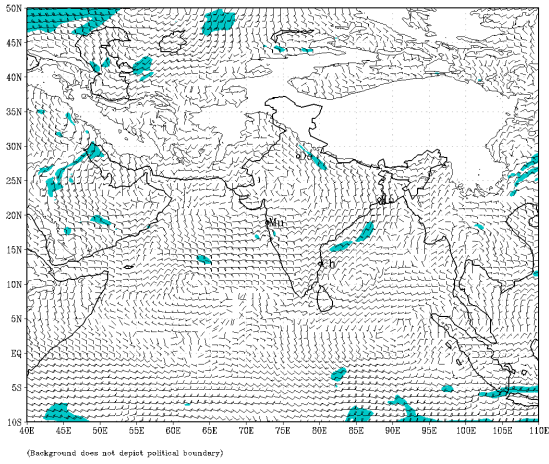 50N
45N
40N
35N
30N
25N
20N
15N
10N
5N
EQ
5S
10S
Mu
Ch
40E 45E 50E 55E 60E 65E 70E 75E 80E 85E 90E 95E 100E 105E 110E
(Background does not depict political boundary)